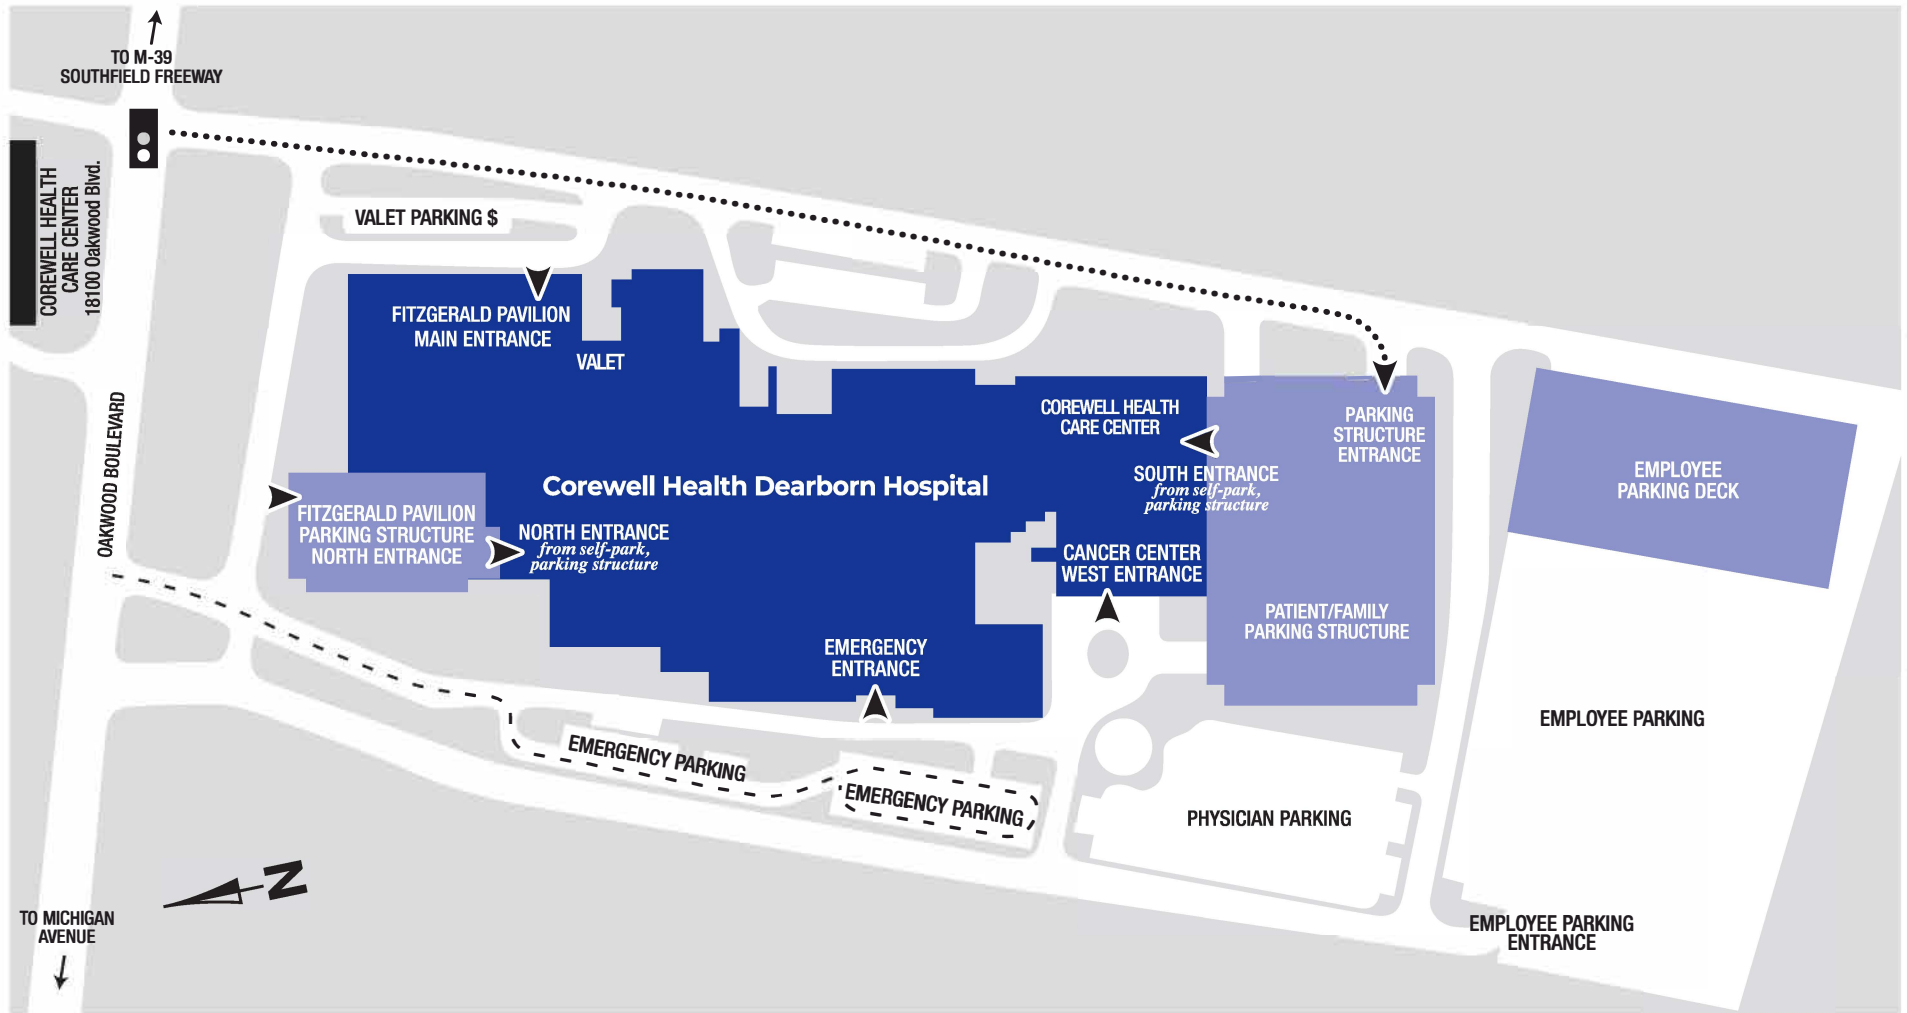 TO M-39
SOUTHFIELD FREEWAY
COREWELL HEALTH
CARE CENTER
18100 Oakwood Blvd.
VALET PARKING $
FITZGERALD PAVILION
MAIN ENTRANCE
VALET
OAKWOOD BOULEVARD
COREWELL HEALTH
CARE CENTER
PARKING
STRUCTURE
ENTRANCE
SOUTH ENTRANCE
from self-park,
parking structure
EMPLOYEE
PARKING DECK
Corewell Health Dearborn Hospital
FITZGERALD PAVILION
PARKING STRUCTURE
NORTH ENTRANCE
NORTH ENTRANCE
from self-park,
parking structure
CANCER CENTER
WEST ENTRANCE
PATIENT/FAMILY
PARKING STRUCTURE
EMERGENCY
ENTRANCE
EMPLOYEE PARKING
EMERGENCY PARKING
EMERGENCY PARKING
PHYSICIAN PARKING
N
TO MICHIGAN
AVENUE
EMPLOYEE PARKING
ENTRANCE